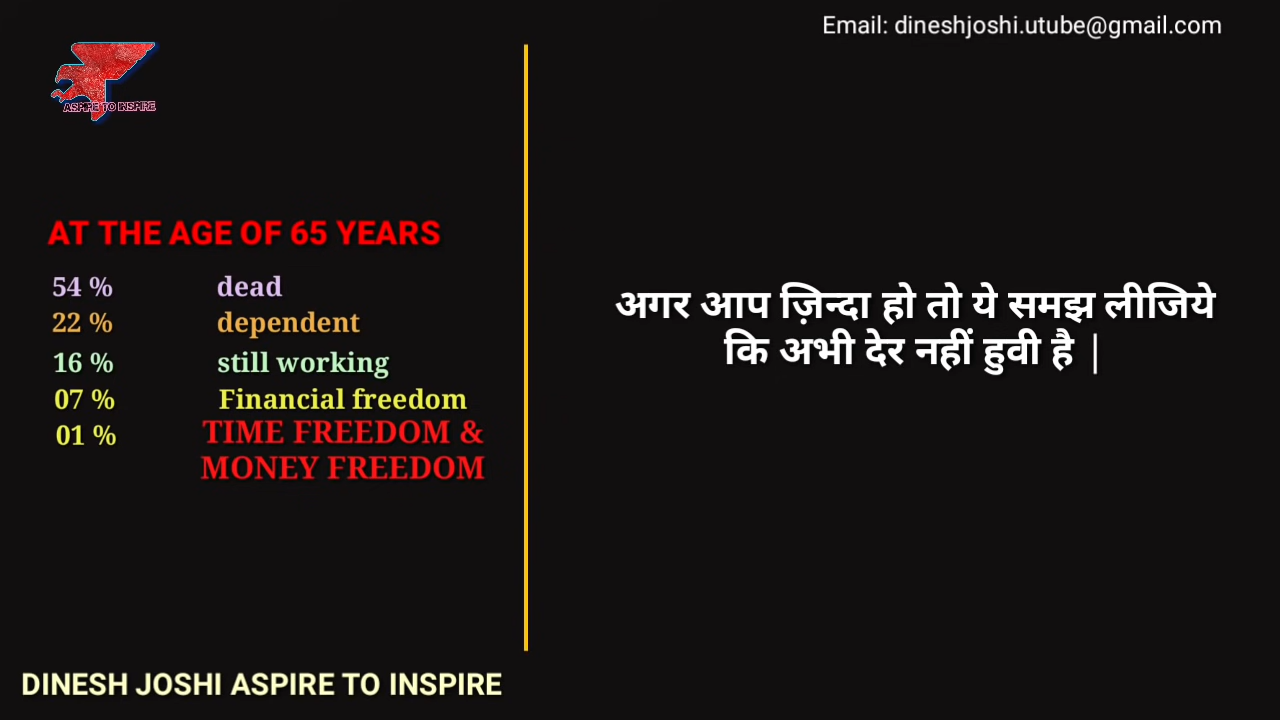 Email: dineshjoshi.utube@gmail.com
ASPIRE TO INSPIRE
AT THE AGE OF 65 YEARS
54 % dead
22 % dependent
16 % still working
07 % Financial freedom
01 % TIME FREEDOM &
MONEY FREEDOM
अगर आप ज़िन्दा हो तो ये समझ लीजिये
कि अभी देर नहीं हुवी है |
DINESH JOSHI ASPIRE TO INSPIRE